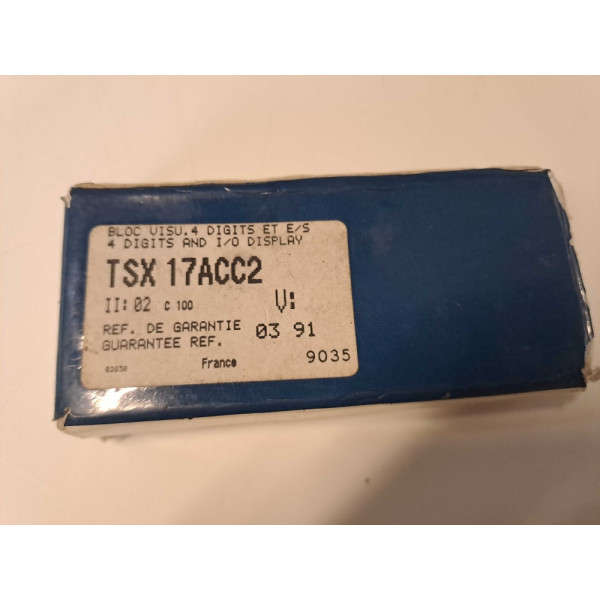 BLOC VISU.4 DIGITS ET E/S
4 DIGITS AND I/O DISPLAY
TSX 17ACC2
II: 02 C 100 V:
REF. DE GARANTIE
GUARANTEE REF. 03 91
France 9035